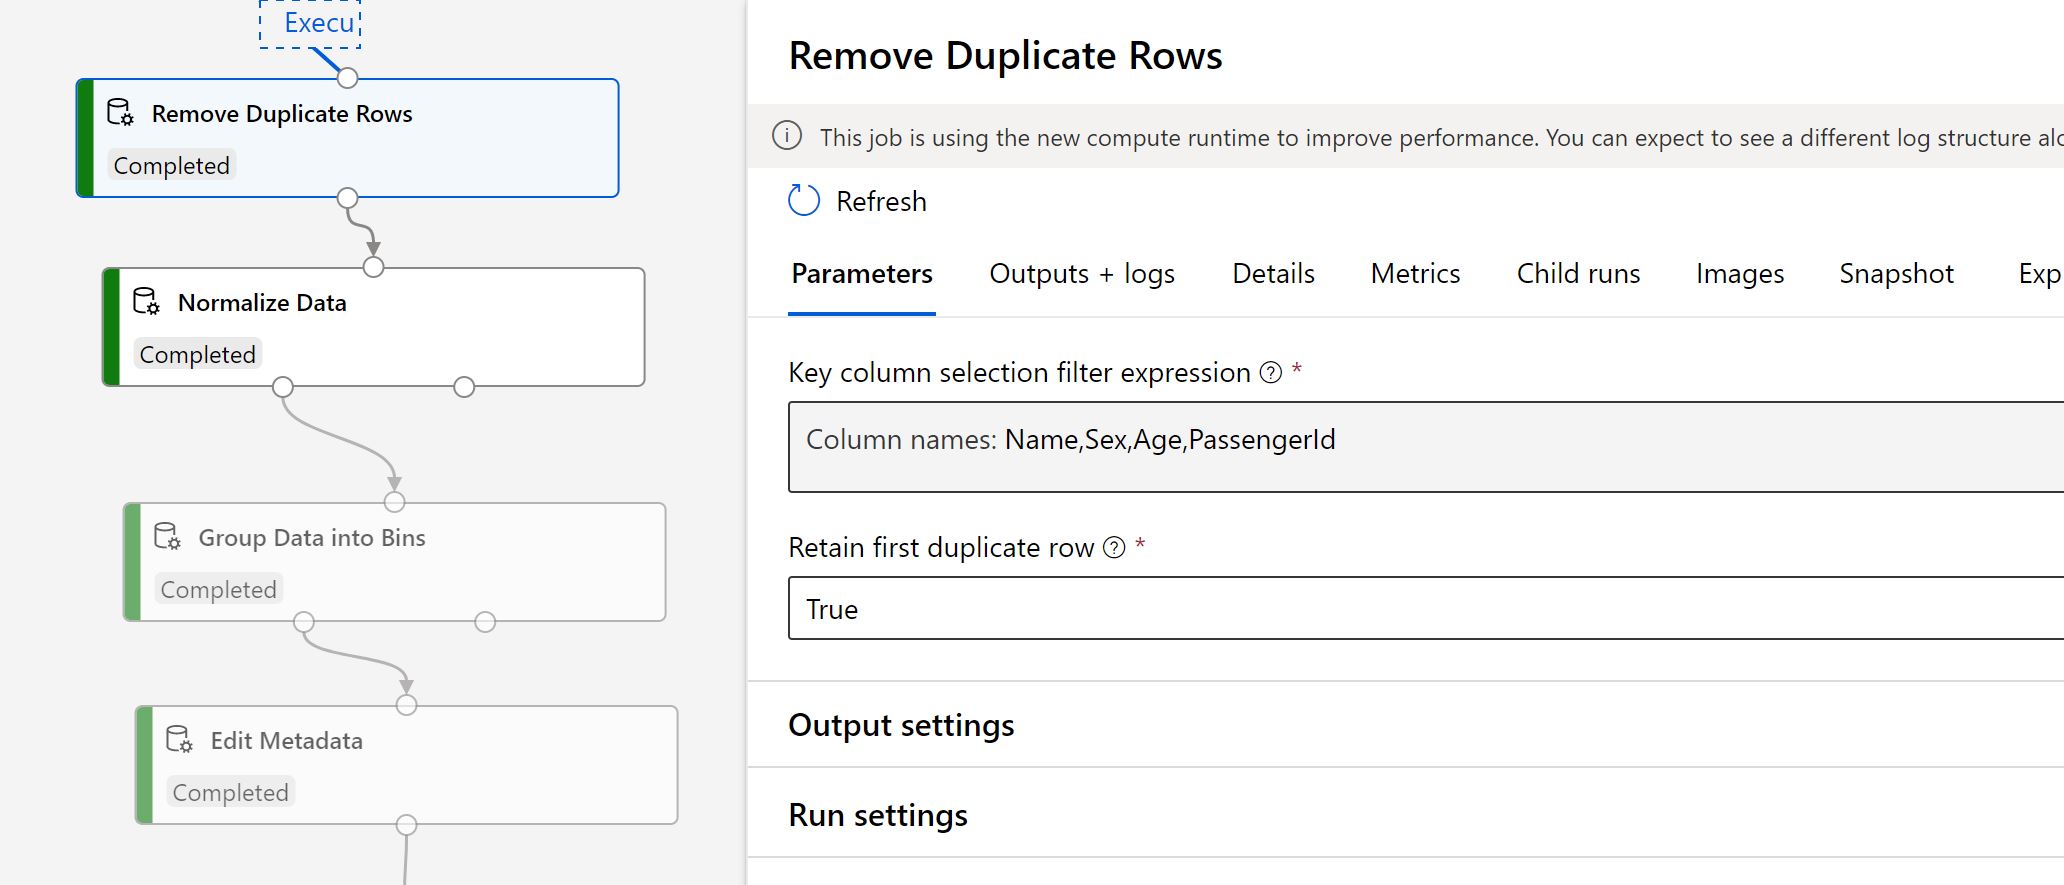 Execu
Remove Duplicate Rows
Completed
Normalize Data
Completed
Group Data into Bins
Completed
Edit Metadata
Completed
Remove Duplicate Rows
This job is using the new compute runtime to improve performance. You can expect to see a different log structure alo
Refresh
Parameters Outputs + logs Details Metrics Child runs Images Snapshot Exp
Key column selection filter expression ? *
Column names: Name,Sex,Age,PassengerId
Retain first duplicate row ? *
True
Output settings
Run settings